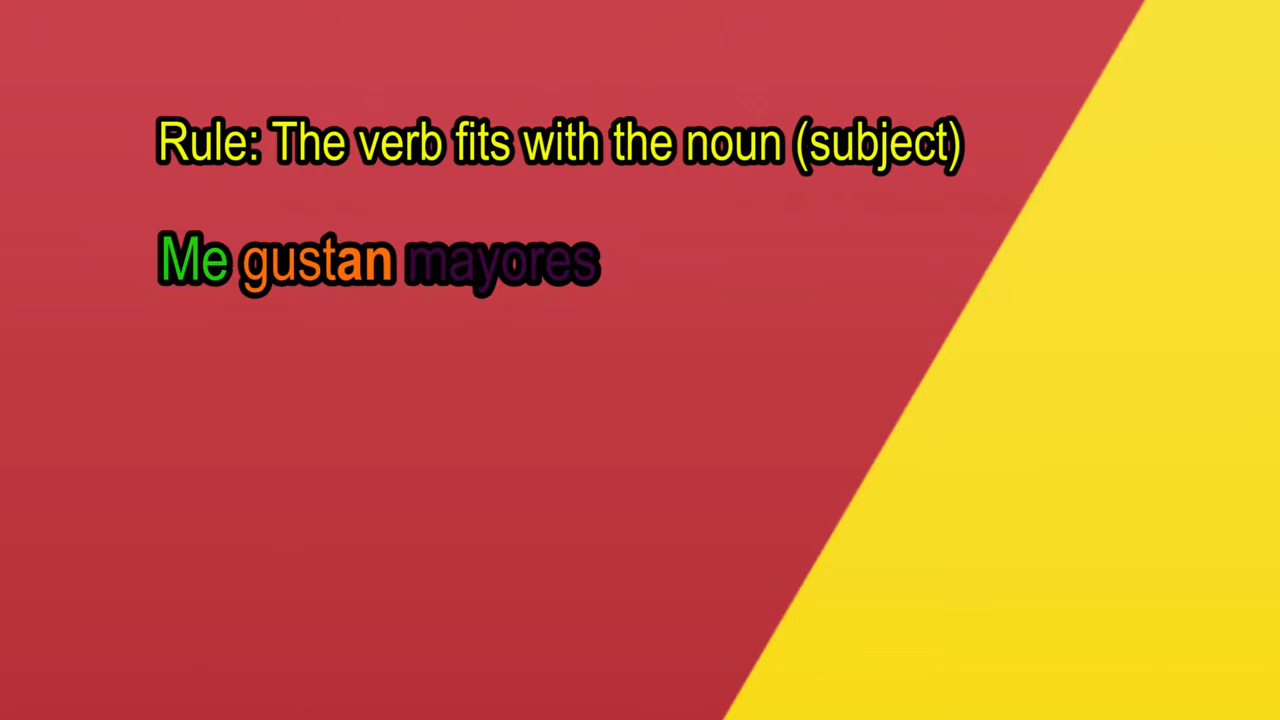 Rule: The verb fits with the noun (subject)
Me gustan mayores